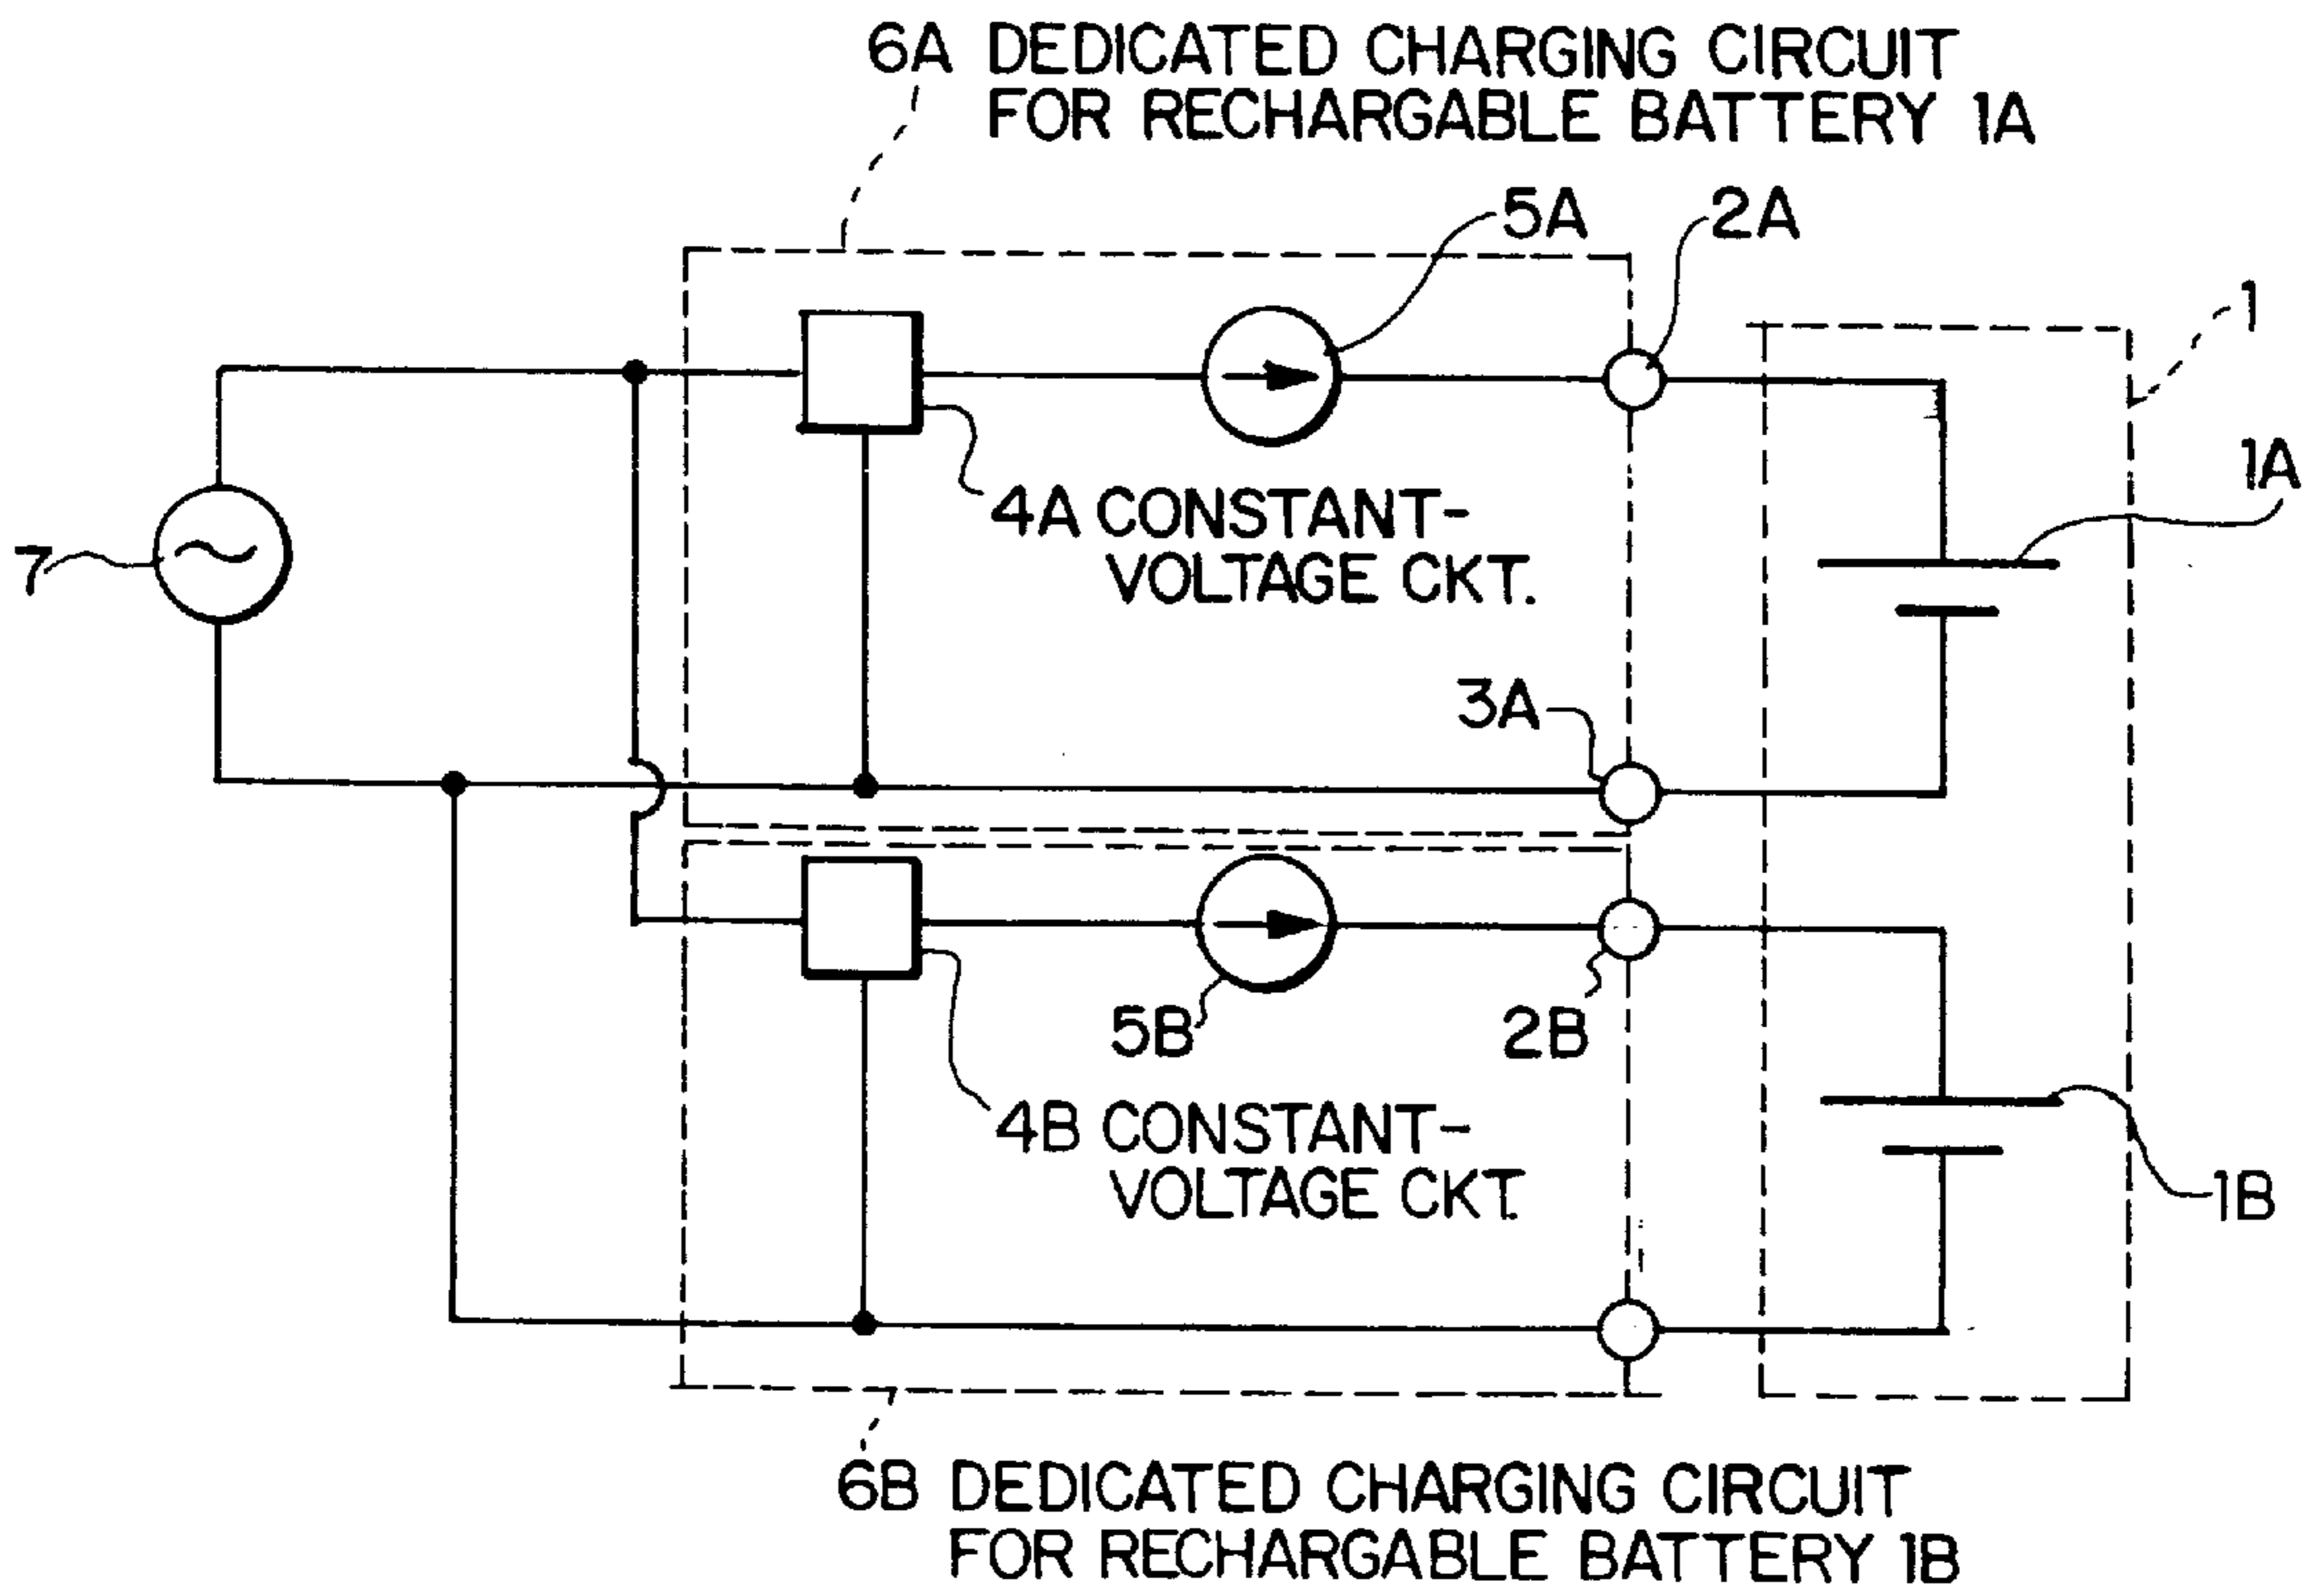 6A DEDICATED CHARGING CIRCUIT
FOR RECHARGABLE BATTERY 1A
5A
2A
1
1A
4A CONSTANT-
VOLTAGE CKT.
7
3A
5B
2B
4B CONSTANT-
VOLTAGE CKT.
1B
6B DEDICATED CHARGING CIRCUIT
FOR RECHARGABLE BATTERY 1B